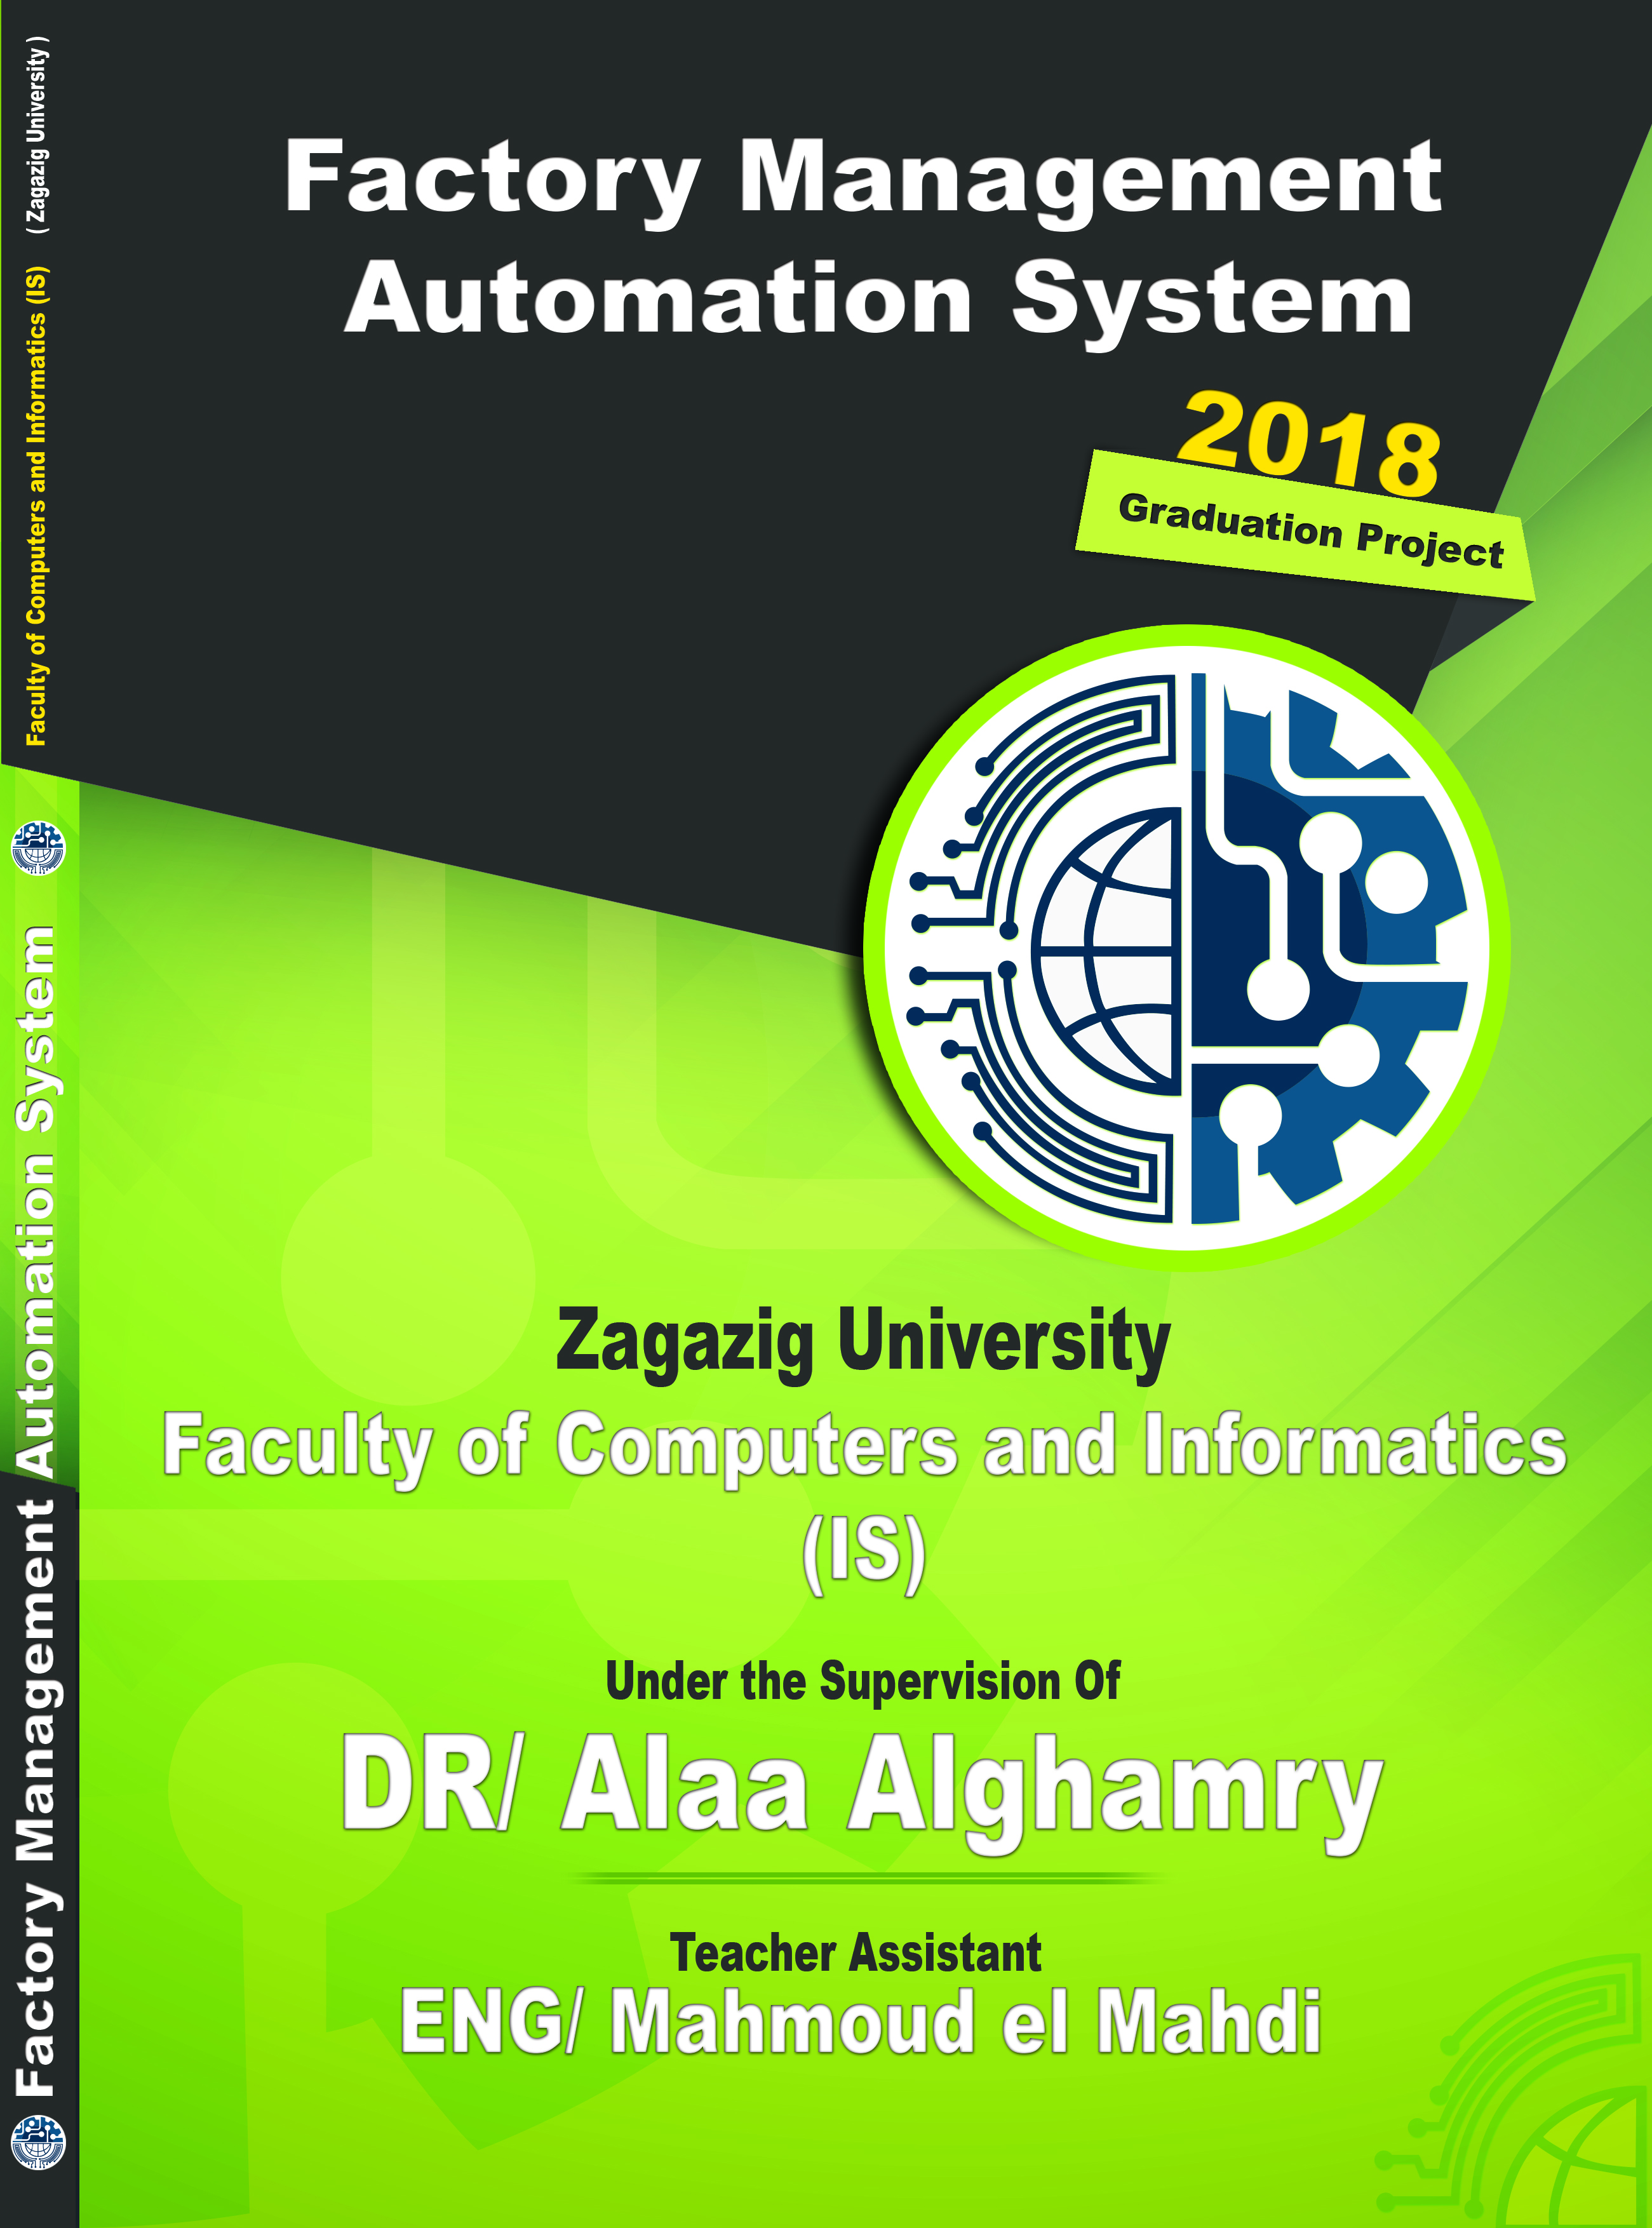 Factory Management
Automation System
2018
Graduation Project
Zagazig University
Faculty of Computers and Informatics
(IS)
Under the Supervision Of
DR/ Alaa Alghamry
Teacher Assistant
ENG/ Mahmoud el Mahdi
Factory Management Automation System
Faculty of Computers and Informatics (IS)
( Zagazig University )